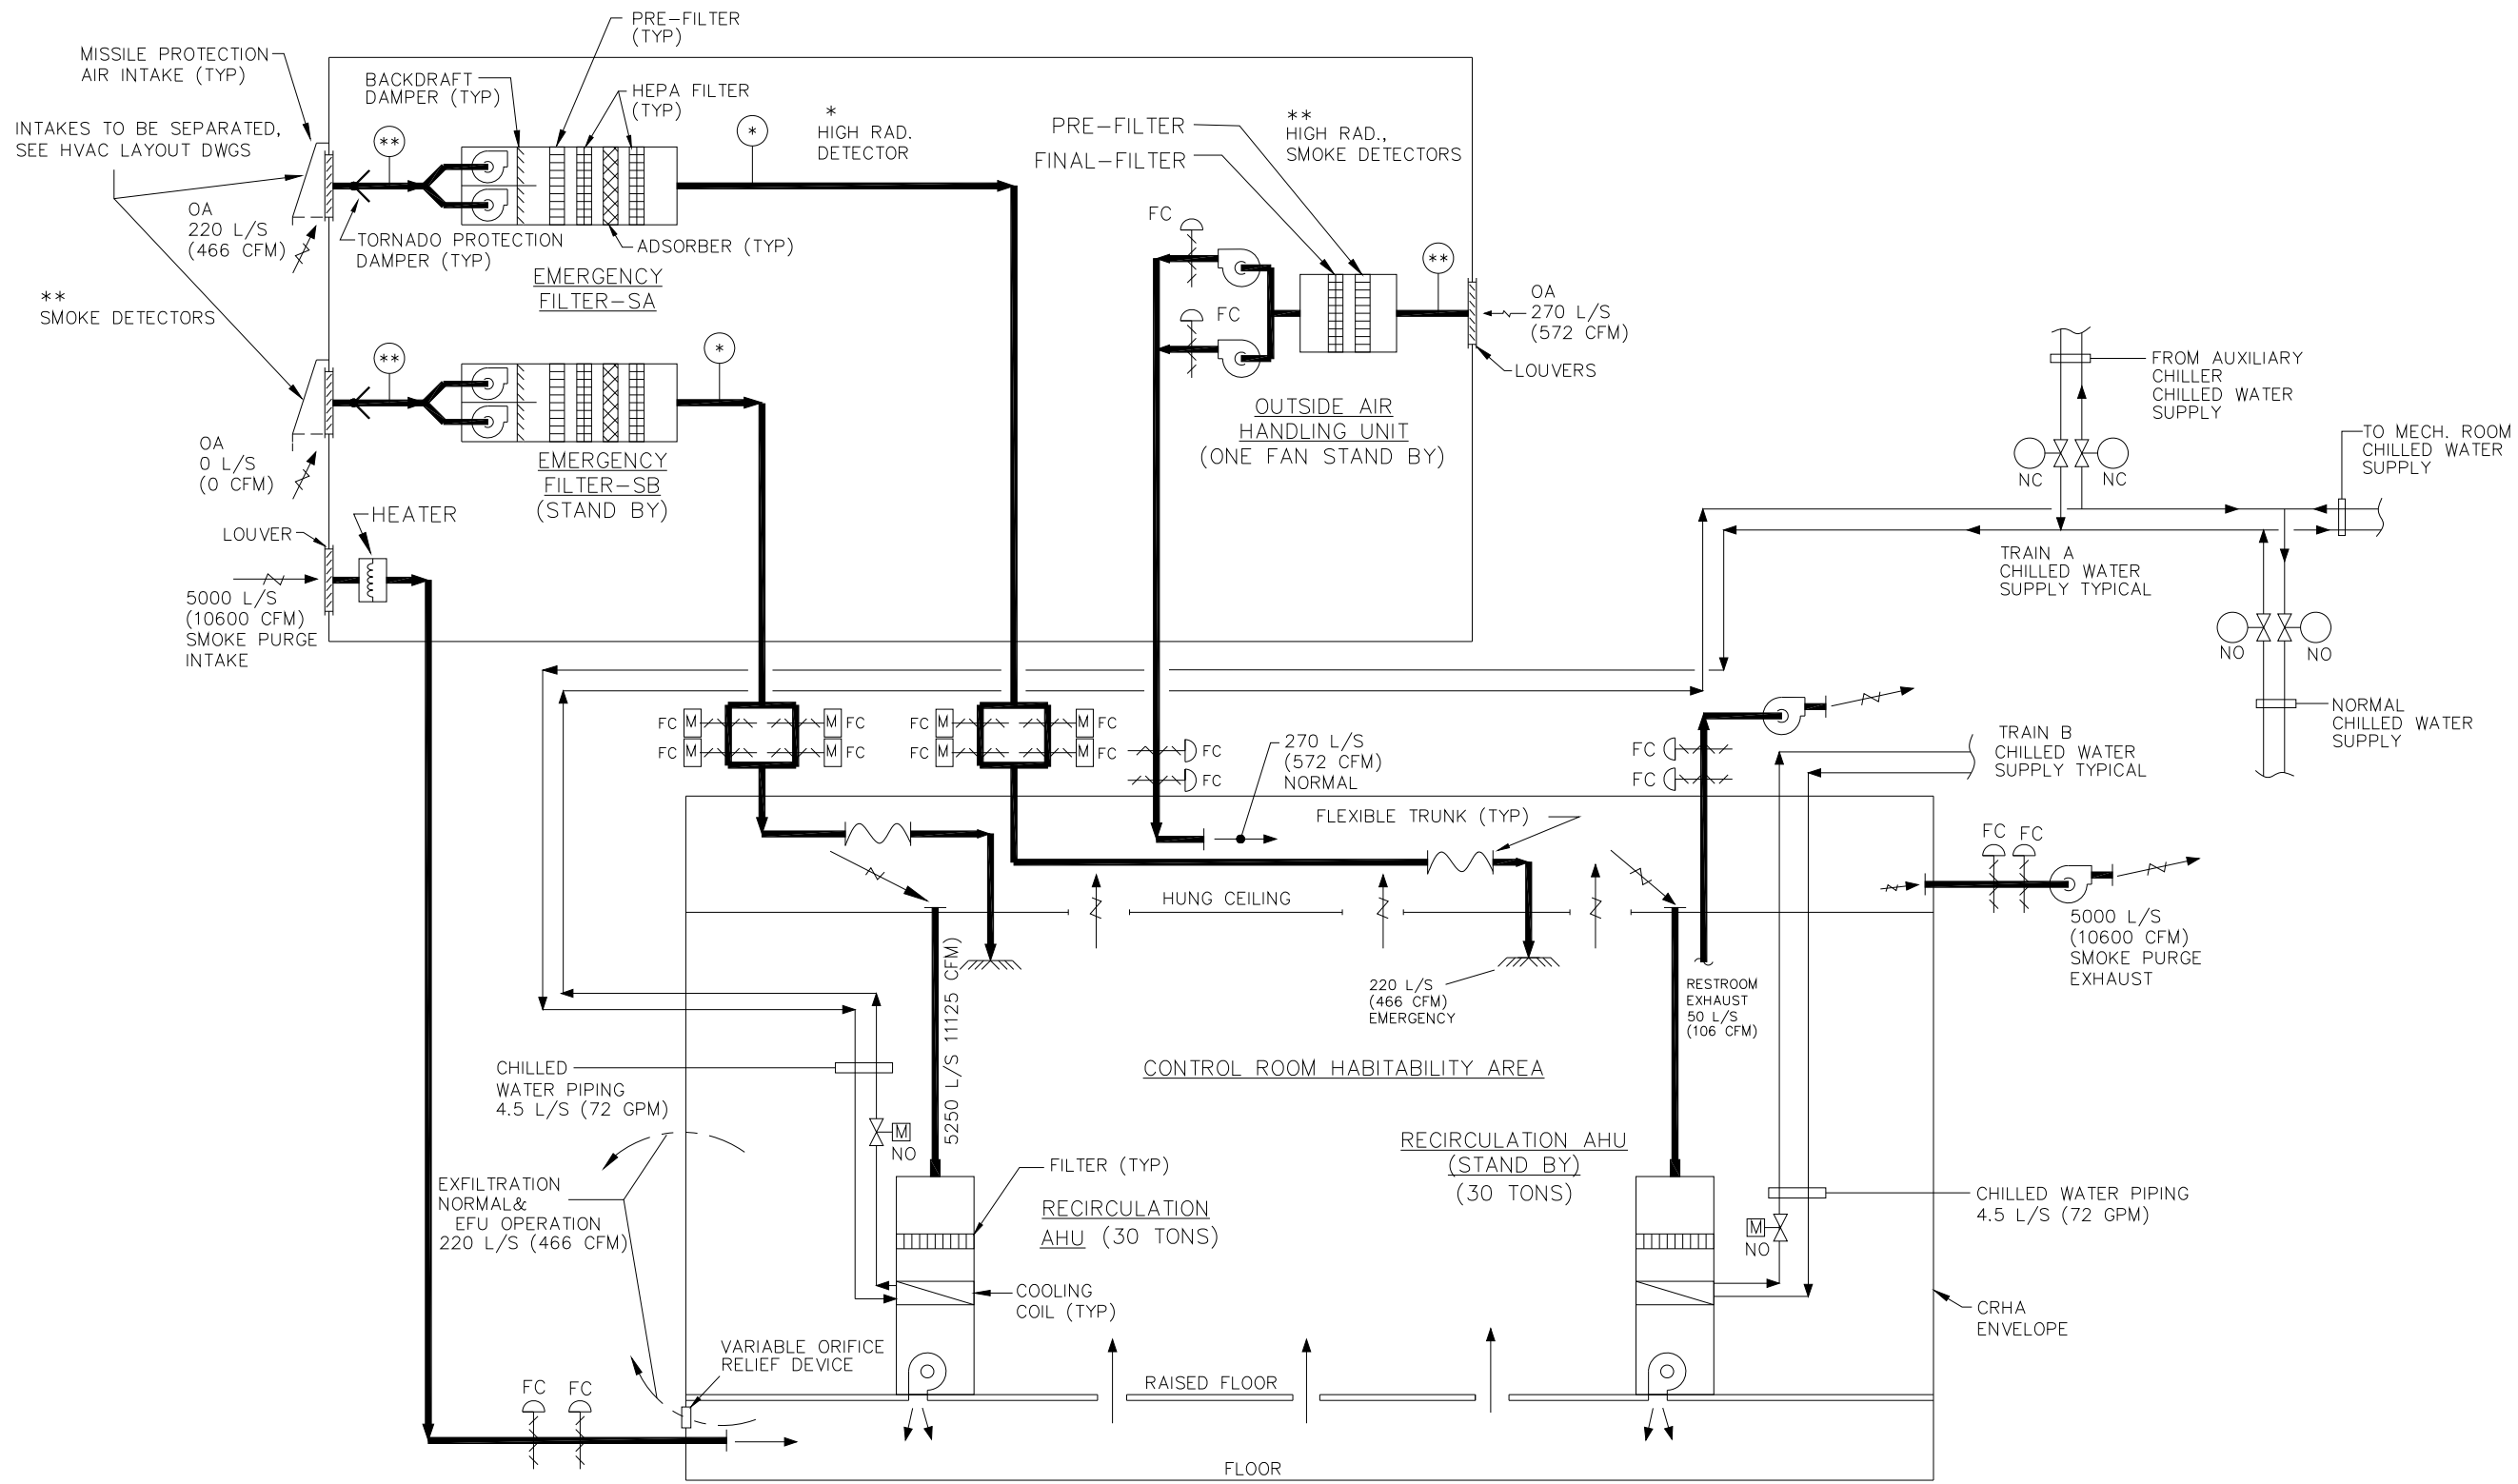 PRE-FILTER
(TYP)
MISSILE PROTECTION
AIR INTAKE (TYP)
BACKDRAFT
DAMPER (TYP)
HEPA FILTER
(TYP)
*
HIGH RAD.
DETECTOR
PRE-FILTER
FINAL-FILTER
**
HIGH RAD.,
SMOKE DETECTORS
INTAKES TO BE SEPARATED,
SEE HVAC LAYOUT DWGS
**
*
OA
220 L/S
(466 CFM)
TORNADO PROTECTION
DAMPER (TYP)
ADSORBER (TYP)
EMERGENCY
FILTER-SA
FC
FC
**
OA
270 L/S
(572 CFM)
LOUVERS
**
SMOKE DETECTORS
**
*
OUTSIDE AIR
HANDLING UNIT
(ONE FAN STAND BY)
FROM AUXILIARY
CHILLER
CHILLED WATER
SUPPLY
OA
0 L/S
(0 CFM)
EMERGENCY
FILTER-SB
(STAND BY)
NC
NC
TO MECH. ROOM
CHILLED WATER
SUPPLY
LOUVER
HEATER
5000 L/S
(10600 CFM)
SMOKE PURGE
INTAKE
TRAIN A
CHILLED WATER
SUPPLY TYPICAL
NO
NO
NORMAL
CHILLED WATER
SUPPLY
FC M M FC
FC M M FC
FC M M FC
FC M M FC
FC
FC
270 L/S
(572 CFM)
NORMAL
FC
FC
TRAIN B
CHILLED WATER
SUPPLY TYPICAL
FLEXIBLE TRUNK (TYP)
FC
FC
HUNG CEILING
5000 L/S
(10600 CFM)
SMOKE PURGE
EXHAUST
5250 L/S 11125 CFM)
220 L/S
(466 CFM)
EMERGENCY
RESTROOM
EXHAUST
50 L/S
(106 CFM)
CHILLED
WATER PIPING
4.5 L/S (72 GPM)
CONTROL ROOM HABITABILITY AREA
M
NO
RECIRCULATION AHU
(STAND BY)
(30 TONS)
FILTER (TYP)
EXFILTRATION
NORMAL&
EFU OPERATION
220 L/S (466 CFM)
RECIRCULATION
AHU (30 TONS)
M
NO
CHILLED WATER PIPING
4.5 L/S (72 GPM)
COOLING
COIL (TYP)
CRHA
ENVELOPE
VARIABLE ORIFICE
RELIEF DEVICE
RAISED FLOOR
FC
FC
FLOOR